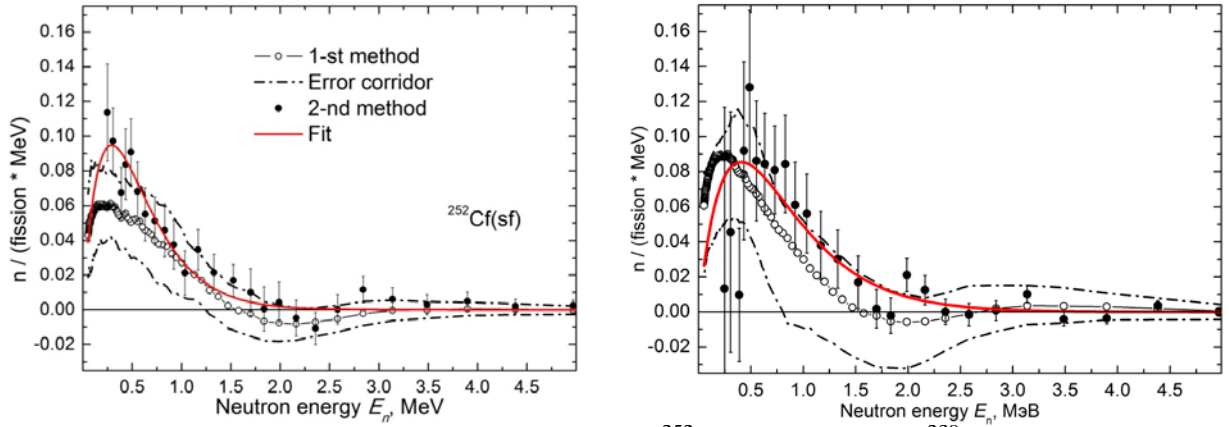 0.16
0.14
0.12
0.10
0.08
0.06
0.04
0.02
0.00
-0.02
n / (fission * MeV)
1-st method
Error corridor
2-nd method
Fit
²⁵²Cf(sf)
0.5 1.0 1.5 2.0 2.5 3.0 3.5 4.0 4.5
Neutron energy Eₙ, MeV
0.16
0.14
0.12
0.10
0.08
0.06
0.04
0.02
0.00
-0.02
n / (fission * MeV)
0.5 1.0 1.5 2.0 2.5 3.0 3.5 4.0 4.5
Neutron energy Eₙ, МэВ